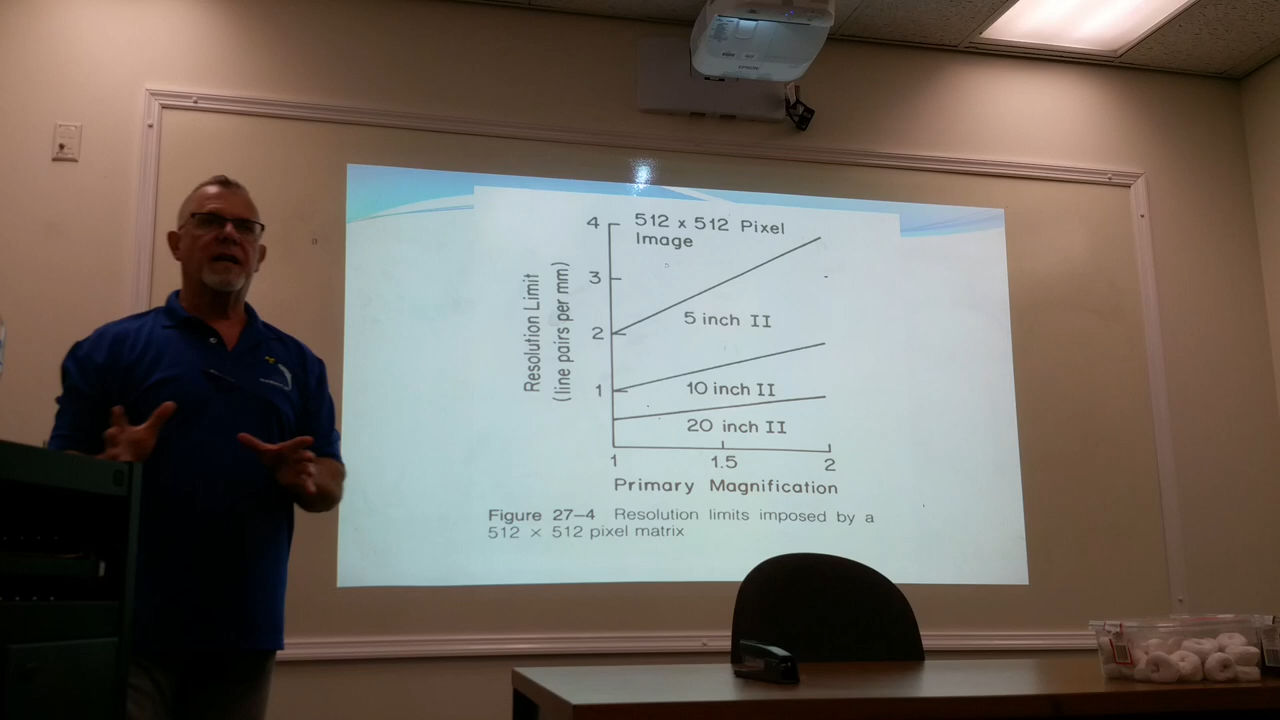 EPSON
4
512 x 512 Pixel
Image
3
5 inch II
2
10 inch II
1
20 inch II
1 1.5 2
Resolution Limit
(line pairs per mm)
Primary Magnification
Figure 27–4 Resolution limits imposed by a
512 × 512 pixel matrix